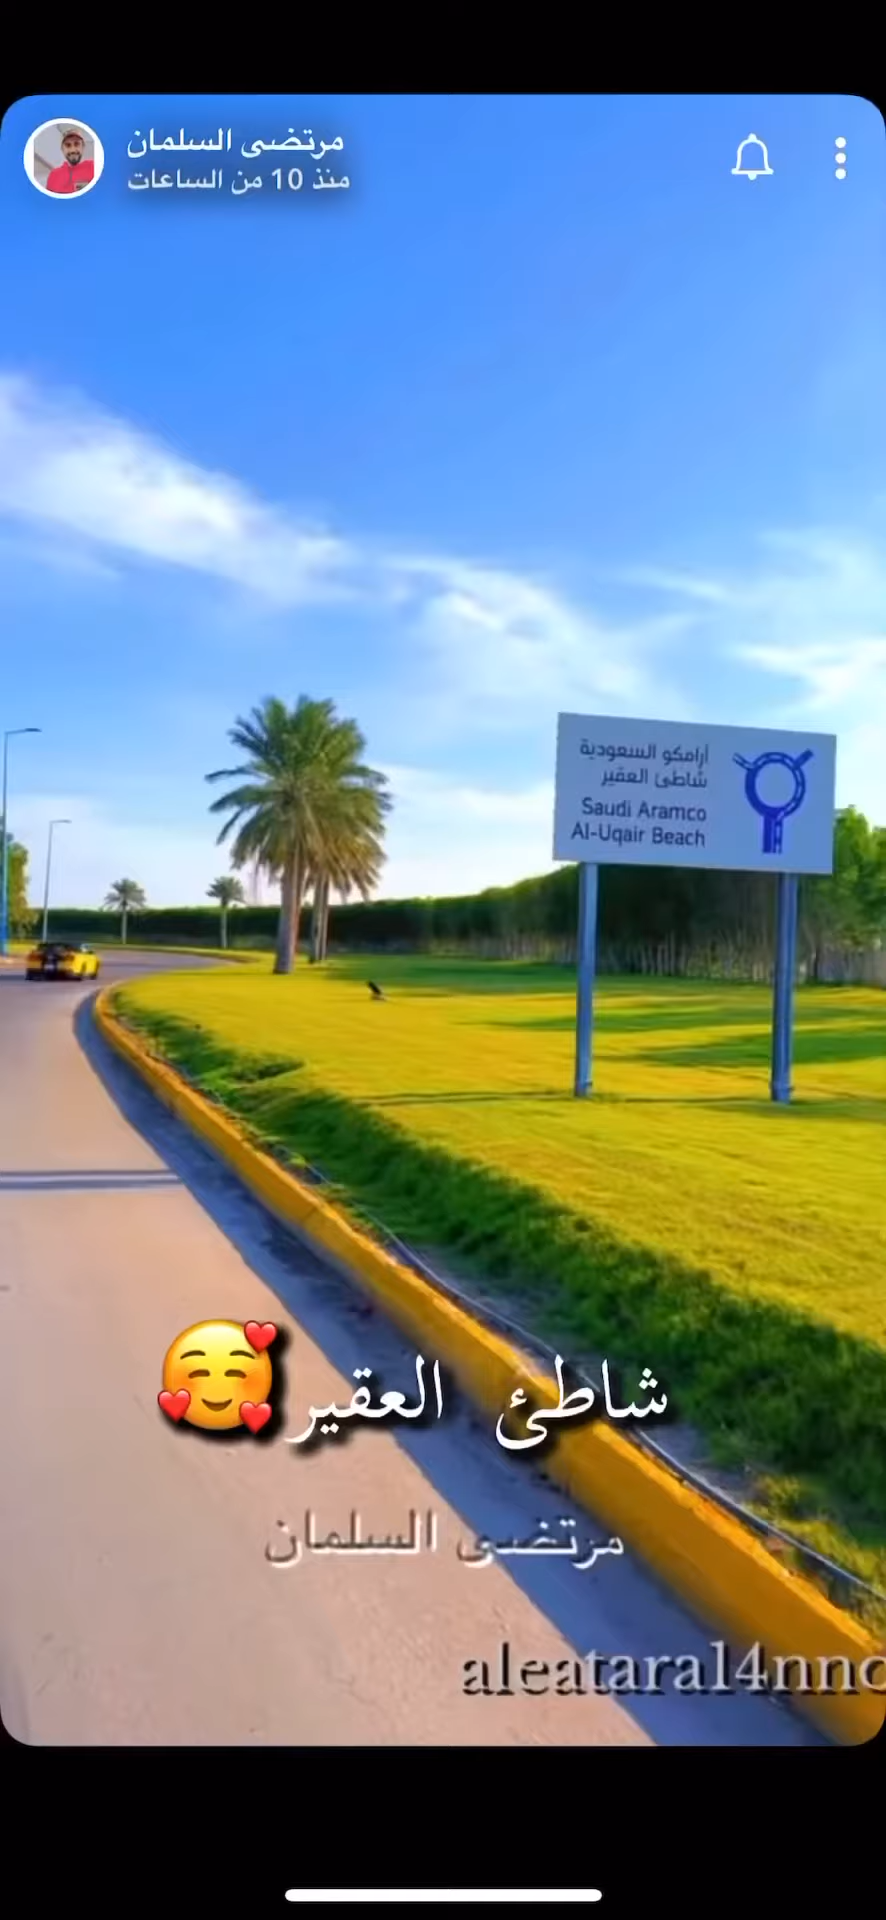 مرتضى السلمان
منذ 10 من الساعات
أرامكو السعودية
شاطئ العقير
Saudi Aramco
Al-Uqair Beach
شاطئ العقير🥰
مرتضى السلمان
aleatara14nno